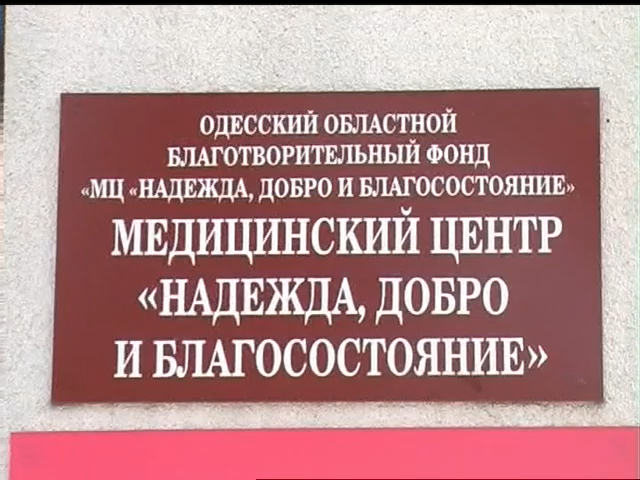 ОДЕССКИЙ ОБЛАСТНОЙ
БЛАГОТВОРИТЕЛЬНЫЙ ФОНД
«МЦ «НАДЕЖДА, ДОБРО И БЛАГОСОСТОЯНИЕ»
МЕДИЦИНСКИЙ ЦЕНТР
«НАДЕЖДА, ДОБРО
И БЛАГОСОСТОЯНИЕ»